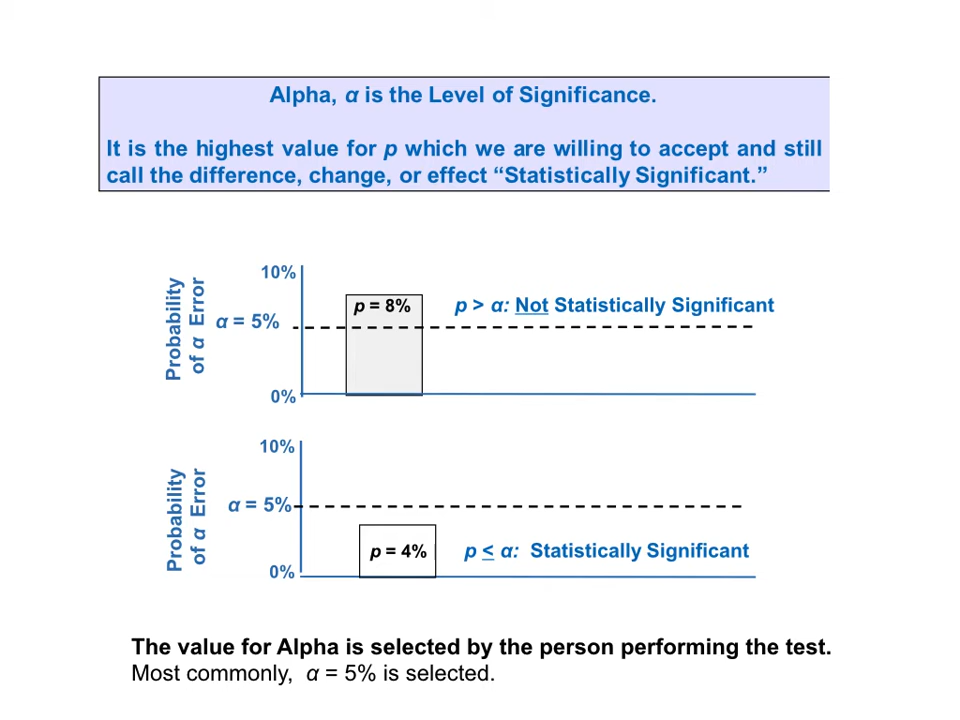 Alpha, α is the Level of Significance.
It is the highest value for p which we are willing to accept and still
call the difference, change, or effect “Statistically Significant.”
Probability
of α Error
10%
α = 5%
0%
p = 8%
p > α: Not Statistically Significant
Probability
of α Error
10%
α = 5%
0%
p = 4%
p ≤ α: Statistically Significant
The value for Alpha is selected by the person performing the test.
Most commonly, α = 5% is selected.